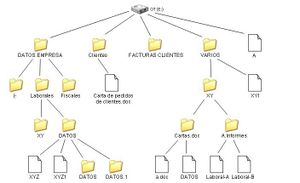 DATOS EMPRESA
Clientes
FACTURAS CLIENTES
VARIOS
A
E
Laborales
Fiscales
Carta de pedidos
de clientes.doc
XY
XY1
XY
DATOS
Cartas.doc
A.Informes
XYZ
XYZ1
DATOS
DATOS.1
a.doc
DATOS
Laboral-A
Laboral-B